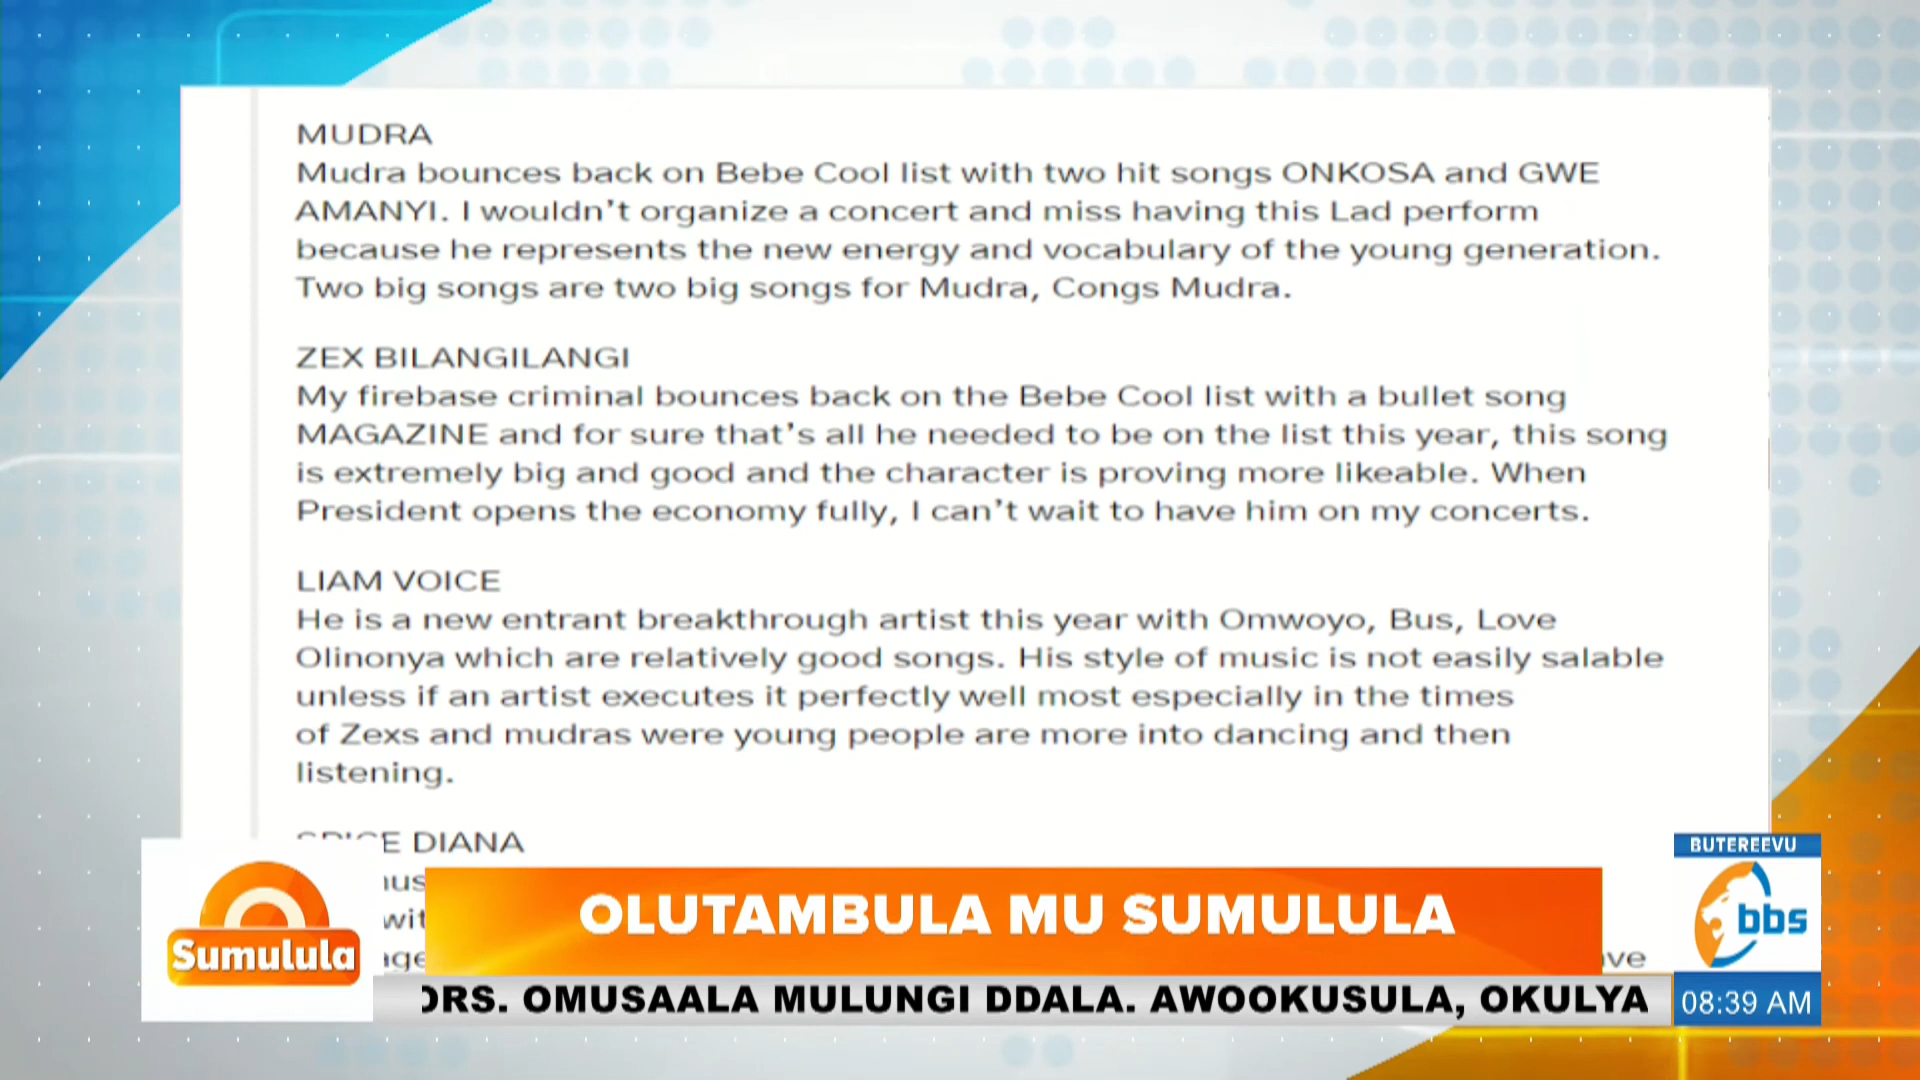 MUDRA
Mudra bounces back on Bebe Cool list with two hit songs ONKOSA and GWE
AMANYI. I wouldn't organize a concert and miss having this Lad perform
because he represents the new energy and vocabulary of the young generation.
Two big songs are two big songs for Mudra, Congs Mudra.
ZEX BILANGILANGI
My firebase criminal bounces back on the Bebe Cool list with a bullet song
MAGAZINE and for sure that's all he needed to be on the list this year, this song
is extremely big and good and the character is proving more likeable. When
President opens the economy fully, I can't wait to have him on my concerts.
LIAM VOICE
He is a new entrant breakthrough artist this year with Omwoyo, Bus, Love
Olinonya which are relatively good songs. His style of music is not easily salable
unless if an artist executes it perfectly well most especially in the times
of Zexs and mudras were young people are more into dancing and then
listening.
DIANA
Sumulula
OLUTAMBULA MU SUMULULA
BUTEREEVU
bbs
OMUSAALA MULUNGI DDALA. AWOOKUSULA, OKULYA
08:39 AM